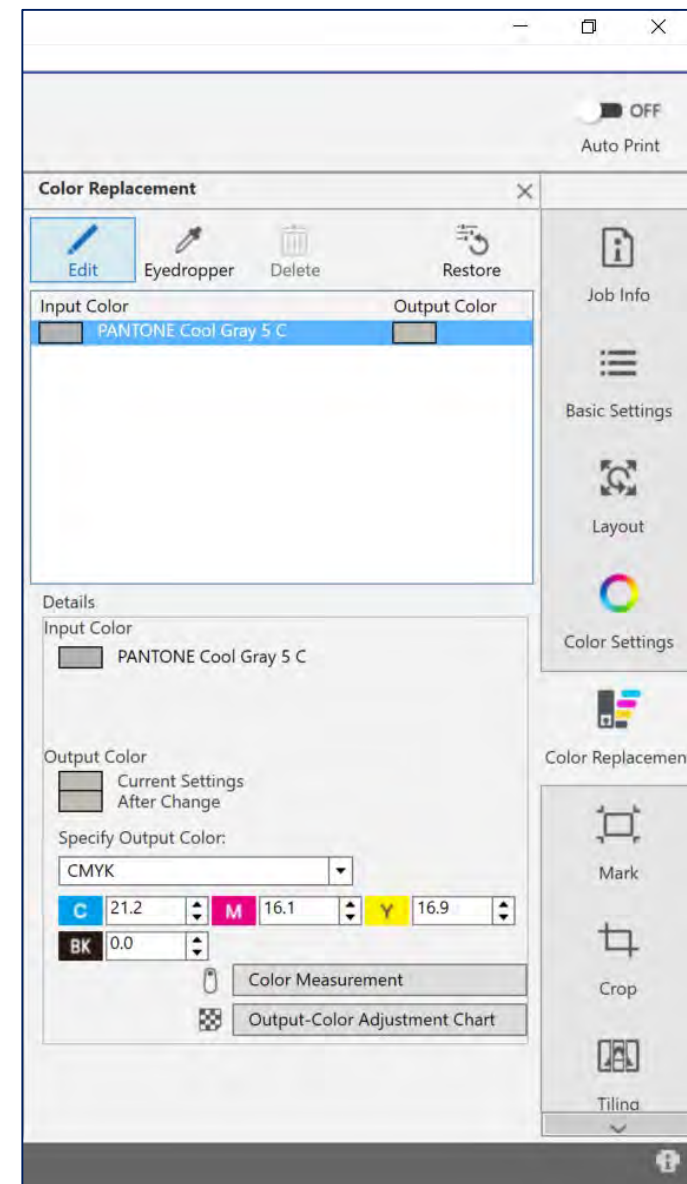 OFF
Auto Print
Color Replacement
Edit Eyedropper Delete Restore
Job Info
Input Color Output Color
PANTONE Cool Gray 5 C
Basic Settings
Layout
Details
Input Color
PANTONE Cool Gray 5 C
Color Settings
Output Color
Current Settings
After Change
Color Replacemen
Specify Output Color:
CMYK
Mark
C 21.2 M 16.1 Y 16.9
BK 0.0
Color Measurement
Crop
Output-Color Adjustment Chart
Tiling